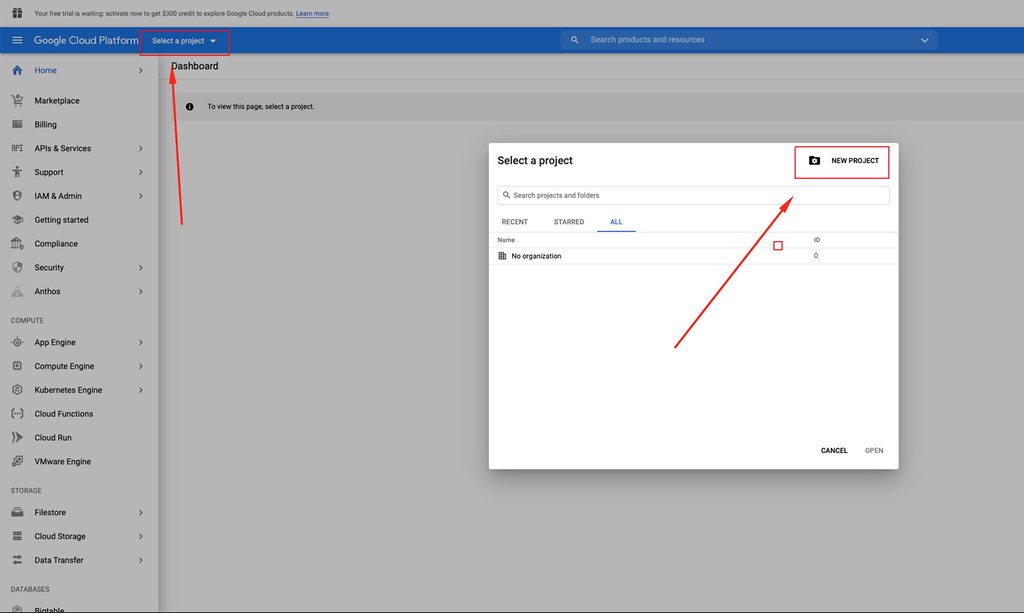 Your free trial is waiting: activate now to get $300 credit to explore Google Cloud products. Learn more
Google Cloud Platform
Select a project
Search products and resources
Home
Marketplace
Billing
API APIs & Services
Support
IAM & Admin
Getting started
Compliance
Security
Anthos
COMPUTE
App Engine
Compute Engine
Kubernetes Engine
Cloud Functions
Cloud Run
VMware Engine
STORAGE
Filestore
Cloud Storage
Data Transfer
DATABASES
Bigtable
Dashboard
To view this page, select a project.
Select a project
NEW PROJECT
Search projects and folders
RECENT STARRED ALL
Name ID
No organization 0
CANCEL OPEN